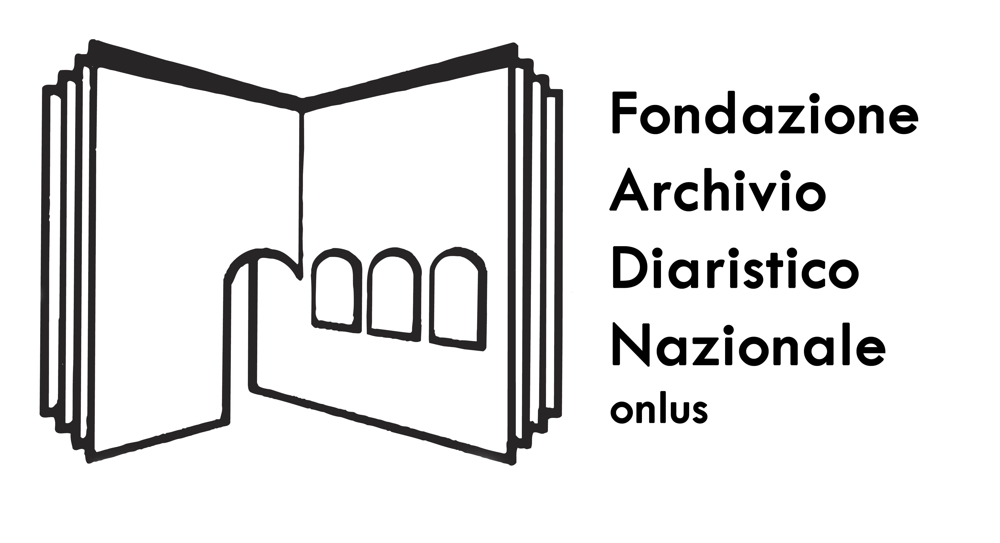 Fondazione
Archivio
Diaristico
Nazionale
onlus